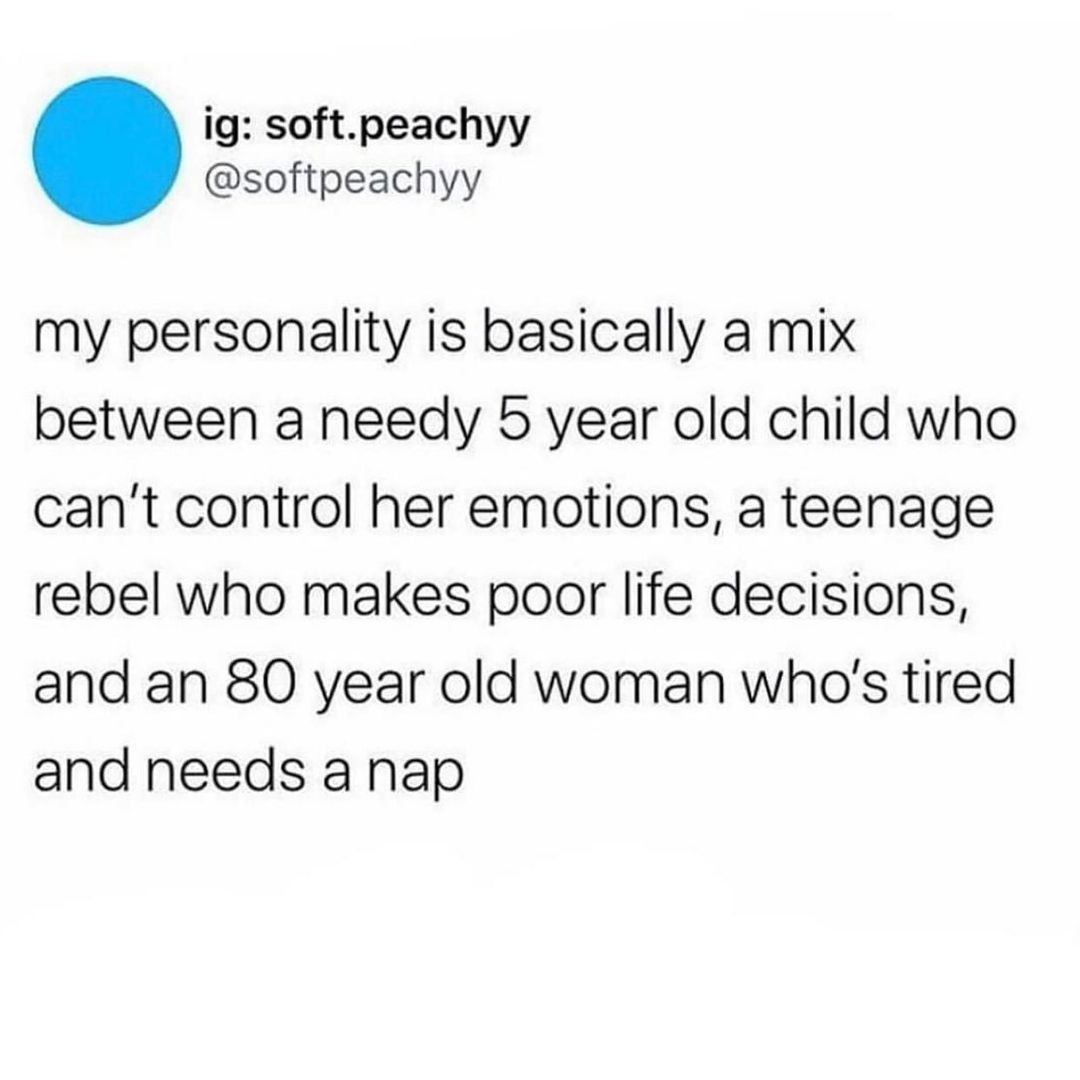 ig: soft.peachyy
@softpeachyy
my personality is basically a mix
between a needy 5 year old child who
can't control her emotions, a teenage
rebel who makes poor life decisions,
and an 80 year old woman who's tired
and needs a nap